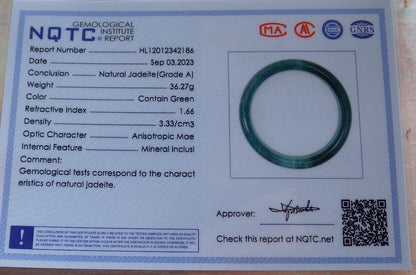 NQTC GEMOLOGICAL
INSTITUTE
REPORT
MA
GNRS
Report Number HL12012342186
Date Sep 03.2023
Conclusion Natural Jadeite(Grade A)
Weight 36.27g
Color Contain Green
Refractive Index 1.66
Density 3.33/cm3
Optic Character Anisotropic Mae
Internal Feature Mineral Inclusi
Comment:
Gemological tests correspond to the charact
eristics of natural jadeite.
Approver:
Check this report at NQTC.net